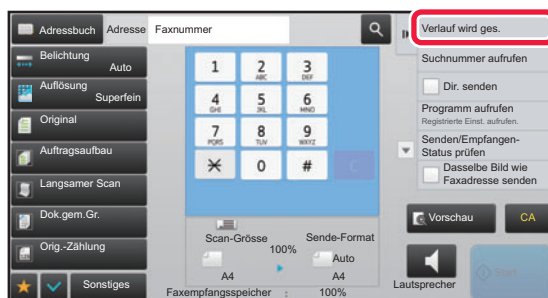 Adressbuch
Adresse
Faxnummer
Belichtung
Auto
Auflösung
Superfein
Original
Auftragsaufbau
Langsamer Scan
Dok.gem.Gr.
Orig.-Zählung
Sonstiges
1
2
ABC
3
DEF
4
GHI
5
JKL
6
MNO
7
PQRS
8
TUV
9
WXYZ
0
#
C
Scan-Grösse
100%
Sende-Format
Auto
A4
A4
Faxempfangsspeicher : 100%
Verlauf wird ges.
Suchnummer aufrufen
Dir. senden
Programm aufrufen
Registrierte Einst. aufrufen.
Senden/Empfangen-
Status prüfen
Dasselbe Bild wie
Faxadresse senden
Vorschau
CA
Lautsprecher
Start